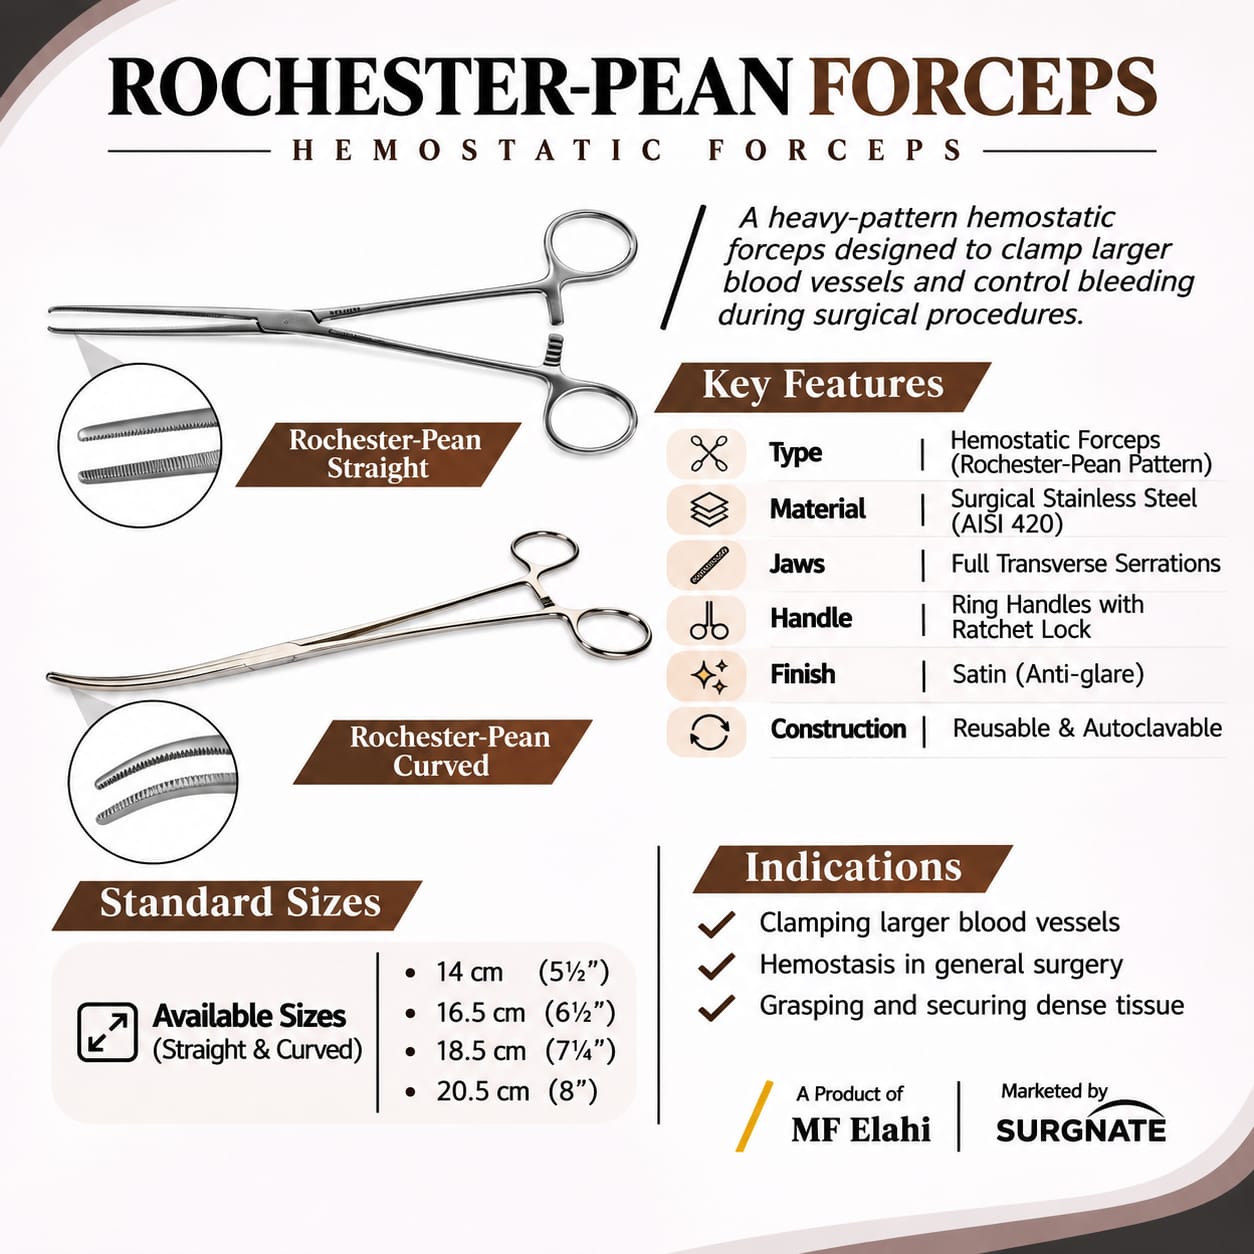 ROCHESTER-PEAN FORCEPS
HEMOSTATIC FORCEPS
A heavy-pattern hemostatic
forceps designed to clamp larger
blood vessels and control bleeding
during surgical procedures.
Rochester-Pean
Straight
Rochester-Pean
Curved
Key Features
Type | Hemostatic Forceps
(Rochester-Pean Pattern)
Material | Surgical Stainless Steel
(AISI 420)
Jaws | Full Transverse Serrations
Handle | Ring Handles with
Ratchet Lock
Finish | Satin (Anti-glare)
Construction | Reusable & Autoclavable
Standard Sizes
Available Sizes
(Straight & Curved)
• 14 cm (5½”)
• 16.5 cm (6½”)
• 18.5 cm (7¼”)
• 20.5 cm (8”)
Indications
Clamping larger blood vessels
Hemostasis in general surgery
Grasping and securing dense tissue
A Product of
MF Elahi
Marketed by
SURGNATE